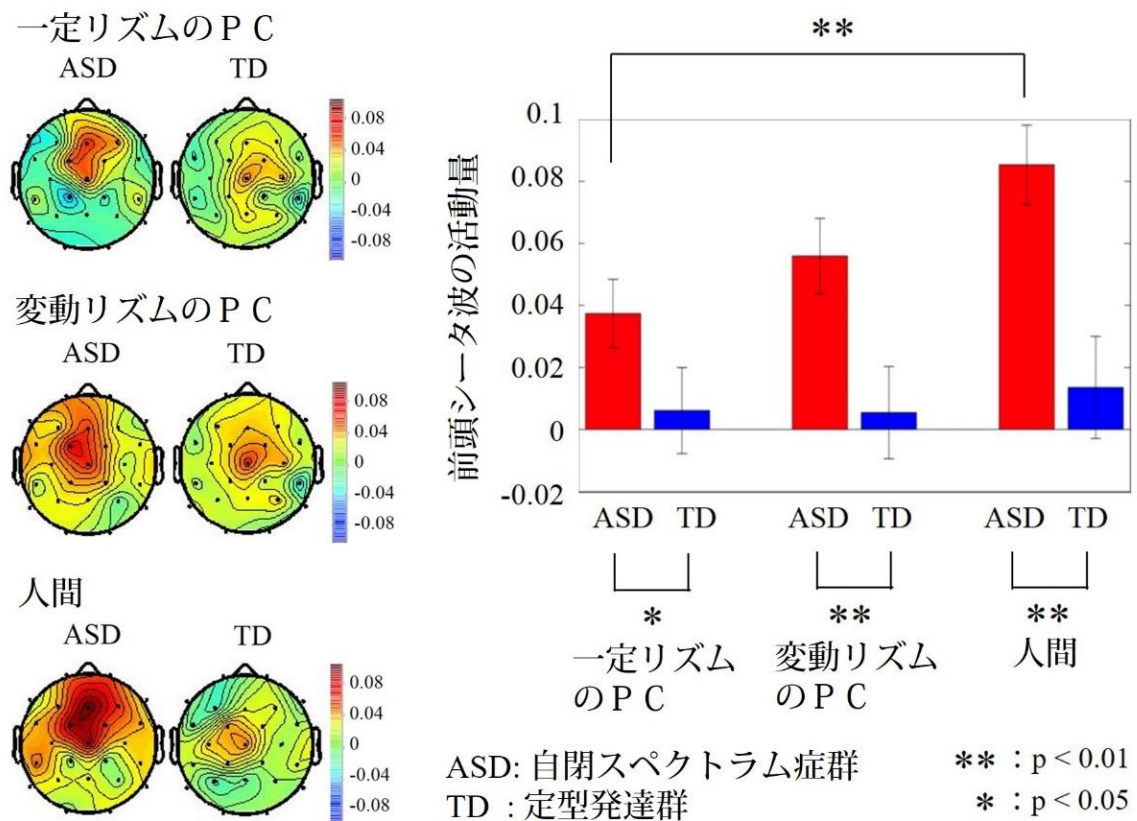 一定リズムのPC
ASD TD
0.08
0.04
0
-0.04
-0.08
変動リズムのPC
ASD TD
0.08
0.04
0
-0.04
-0.08
人間
ASD TD
0.08
0.04
0
-0.04
-0.08
**
前頭シータ波の活動量
0.1
0.08
0.06
0.04
0.02
0
-0.02
ASD TD ASD TD ASD TD
* ** **
一定リズム
のPC
変動リズム
のPC
人間
ASD: 自閉スペクトラム症群 ** : p < 0.01
TD : 定型発達群 * : p < 0.05